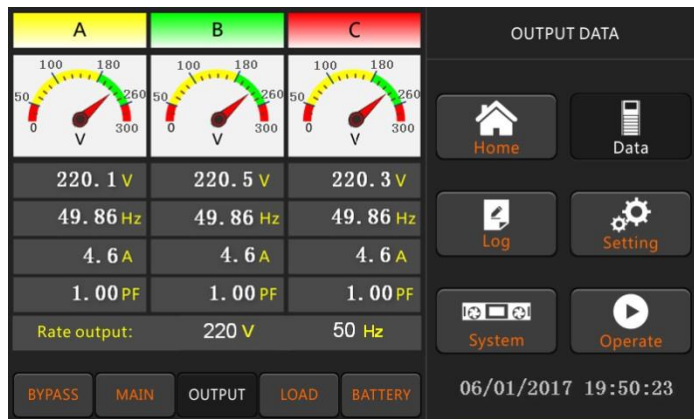 A B C
100 180 100 180 100 180
50 260 50 260 50 260
0 300 0 300 0 300
V V V
220.1 V 220.5 V 220.3 V
49.86 Hz 49.86 Hz 49.86 Hz
4.6 A 4.6 A 4.6 A
1.00 PF 1.00 PF 1.00 PF
Rate output: 220 V 50 Hz
BYPASS MAIN OUTPUT LOAD BATTERY
OUTPUT DATA
Home Data
Log Setting
System Operate
06/01/2017 19:50:23